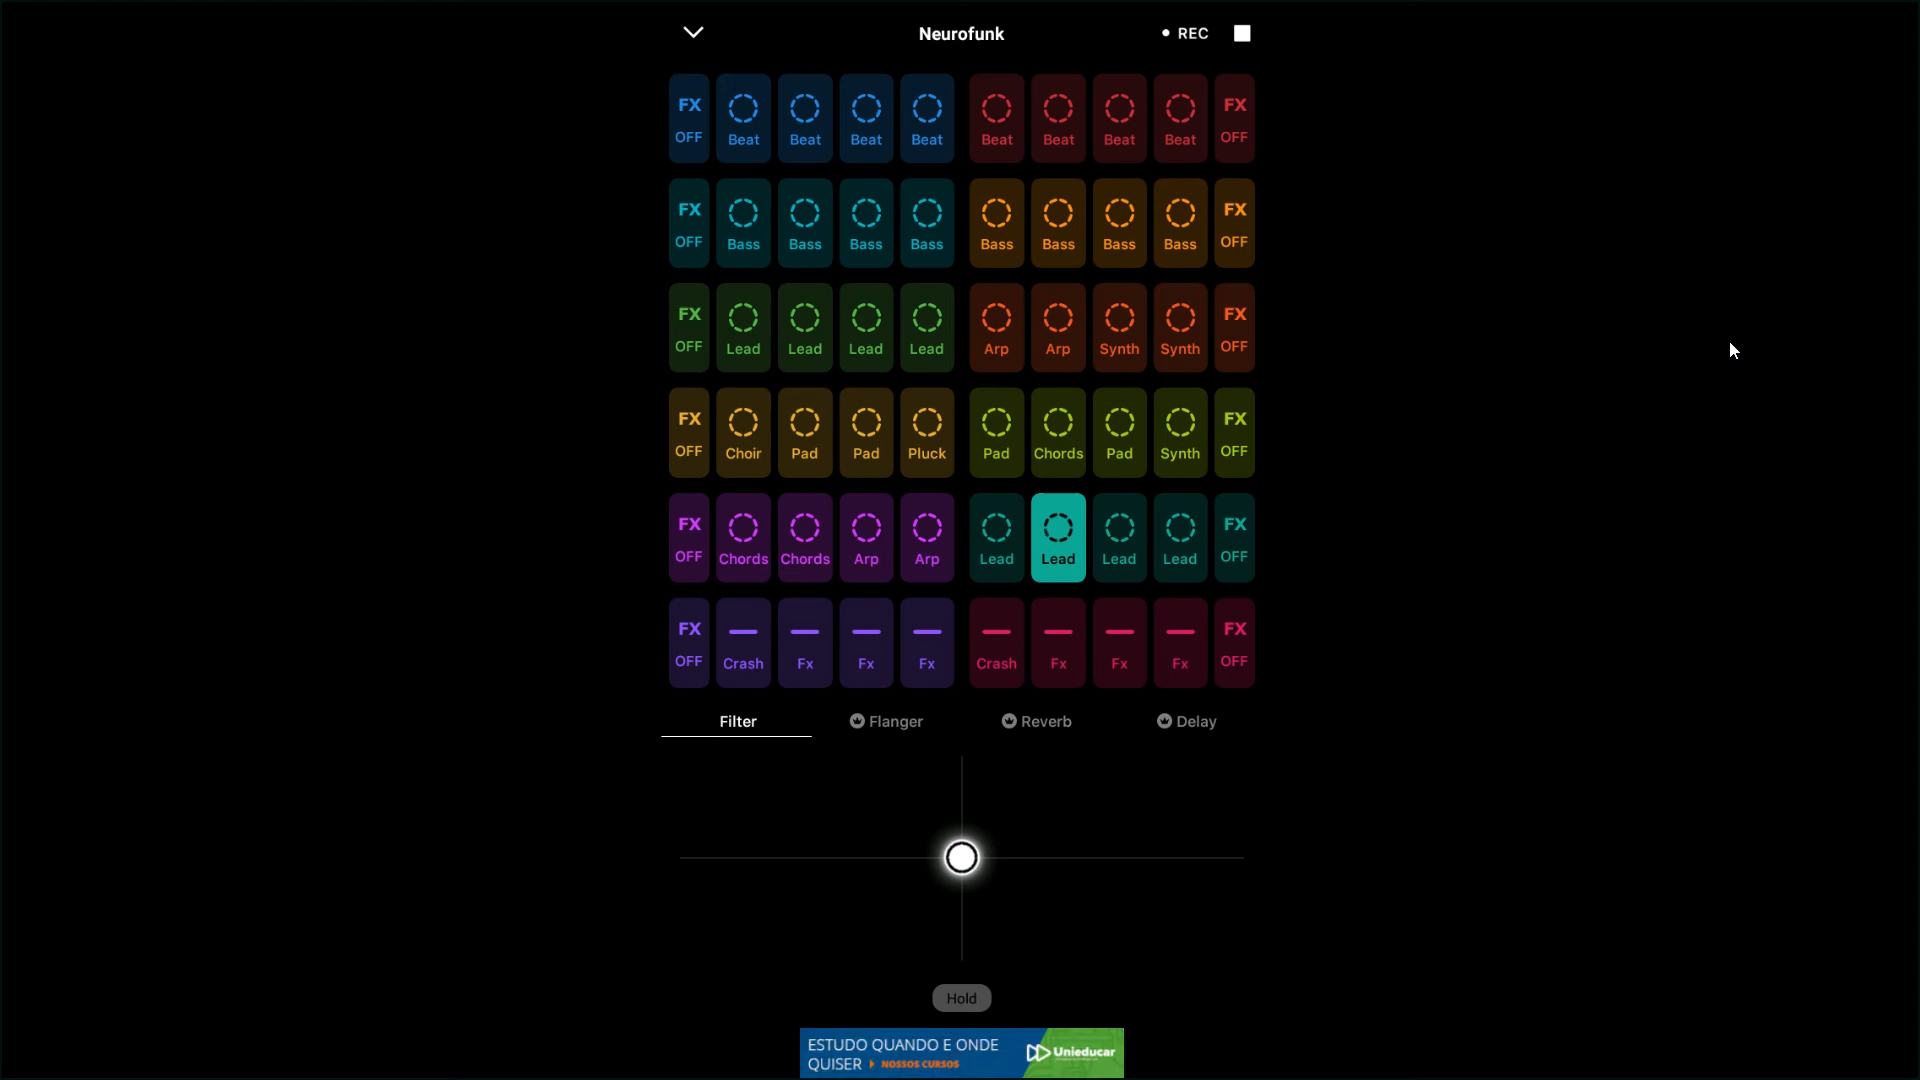 Neurofunk
REC
FX Beat Beat Beat Beat Beat Beat Beat Beat FX
OFF OFF
FX Bass Bass Bass Bass Bass Bass Bass Bass FX
OFF OFF
FX Lead Lead Lead Lead Arp Arp Synth Synth FX
OFF OFF
FX Choir Pad Pad Pluck Pad Chords Pad Synth FX
OFF OFF
FX Chords Chords Arp Arp Lead Lead Lead Lead FX
OFF OFF
FX Crash Fx Fx Fx Crash Fx Fx Fx FX
OFF OFF
Filter Flanger Reverb Delay
Hold
ESTUDO QUANDO E ONDE
QUISER NOSSOS CURSOS
Unieducar